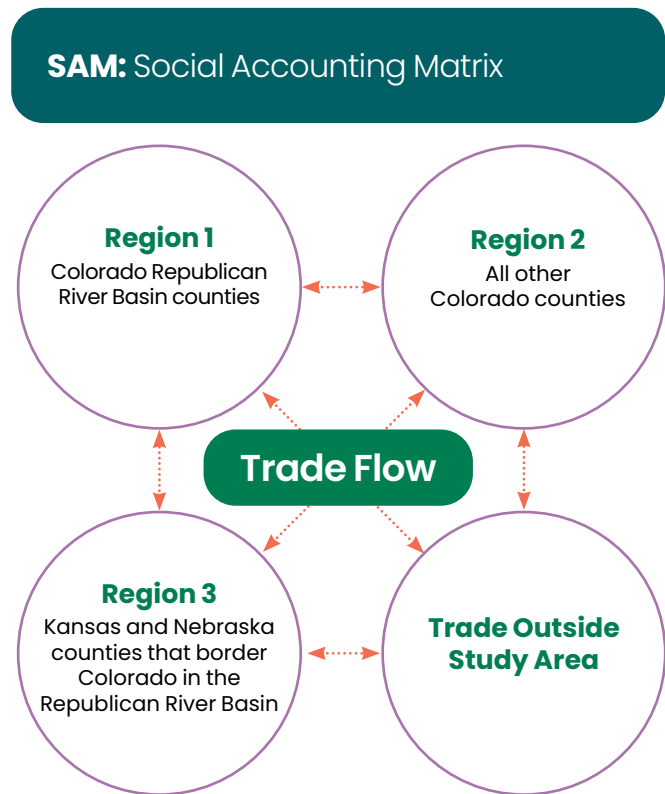 SAM: Social Accounting Matrix
Region 1
Colorado Republican
River Basin counties
Region 2
All other
Colorado counties
Trade Flow
Region 3
Kansas and Nebraska
counties that border
Colorado in the
Republican River Basin
Trade Outside
Study Area